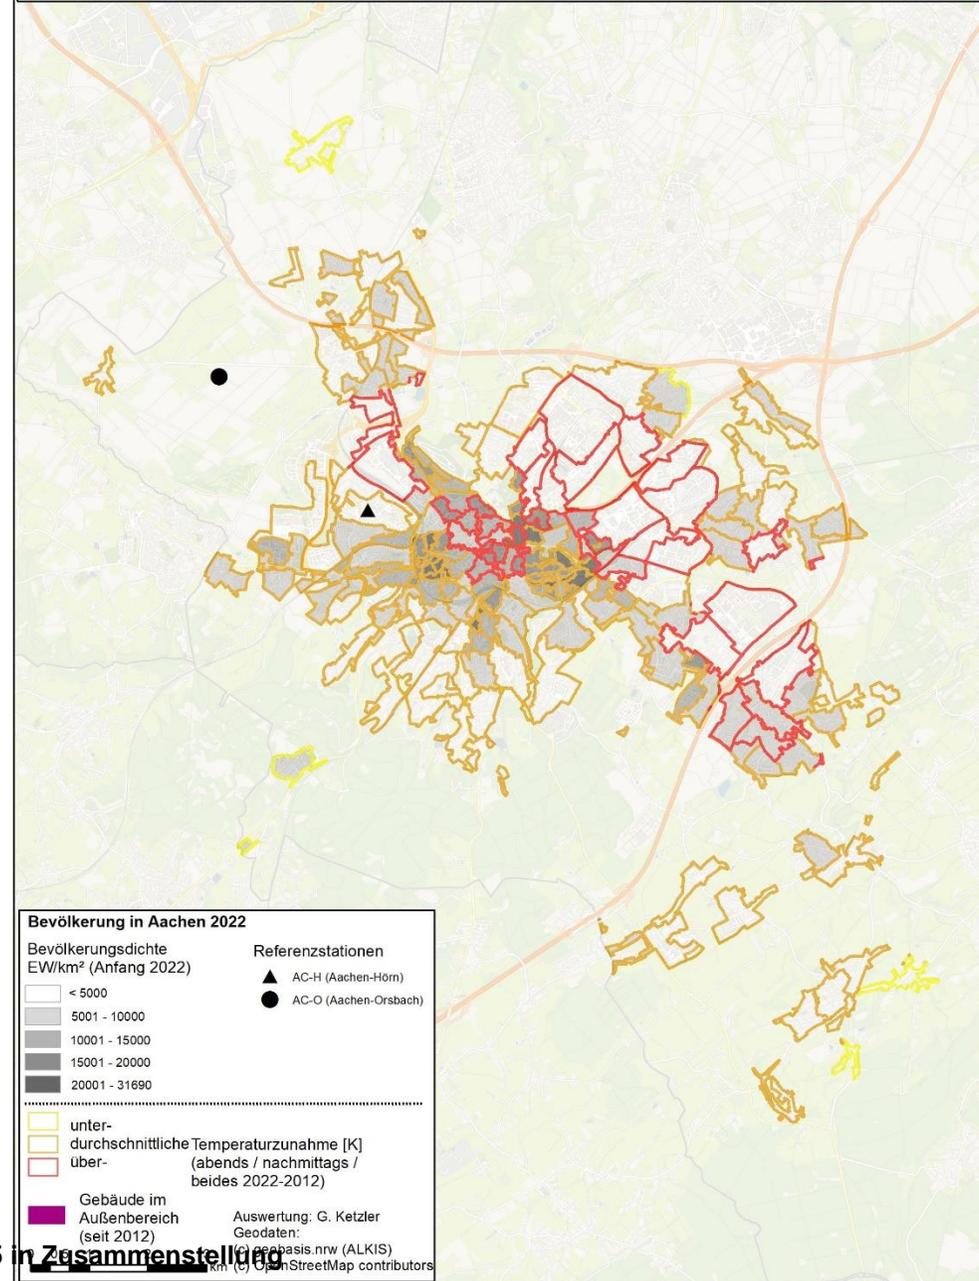 Bevölkerung in Aachen 2022
Bevölkerungsdichte
EW/km² (Anfang 2022)
< 5000
5001 - 10000
10001 - 15000
15001 - 20000
20001 - 31690
Referenzstationen
AC-H (Aachen-Hörn)
AC-O (Aachen-Orsbach)
unter-
durchschnittliche Temperaturzunahme [K]
über-
(abends / nachmittags /
beides 2022-2012)
Gebäude im
Außenbereich
(seit 2012)
Auswertung: G. Ketzler
Geodaten:
(c) geobasis.nrw (ALKIS)
(c) OpenStreetMap contributors
km
in Zusammenstellung